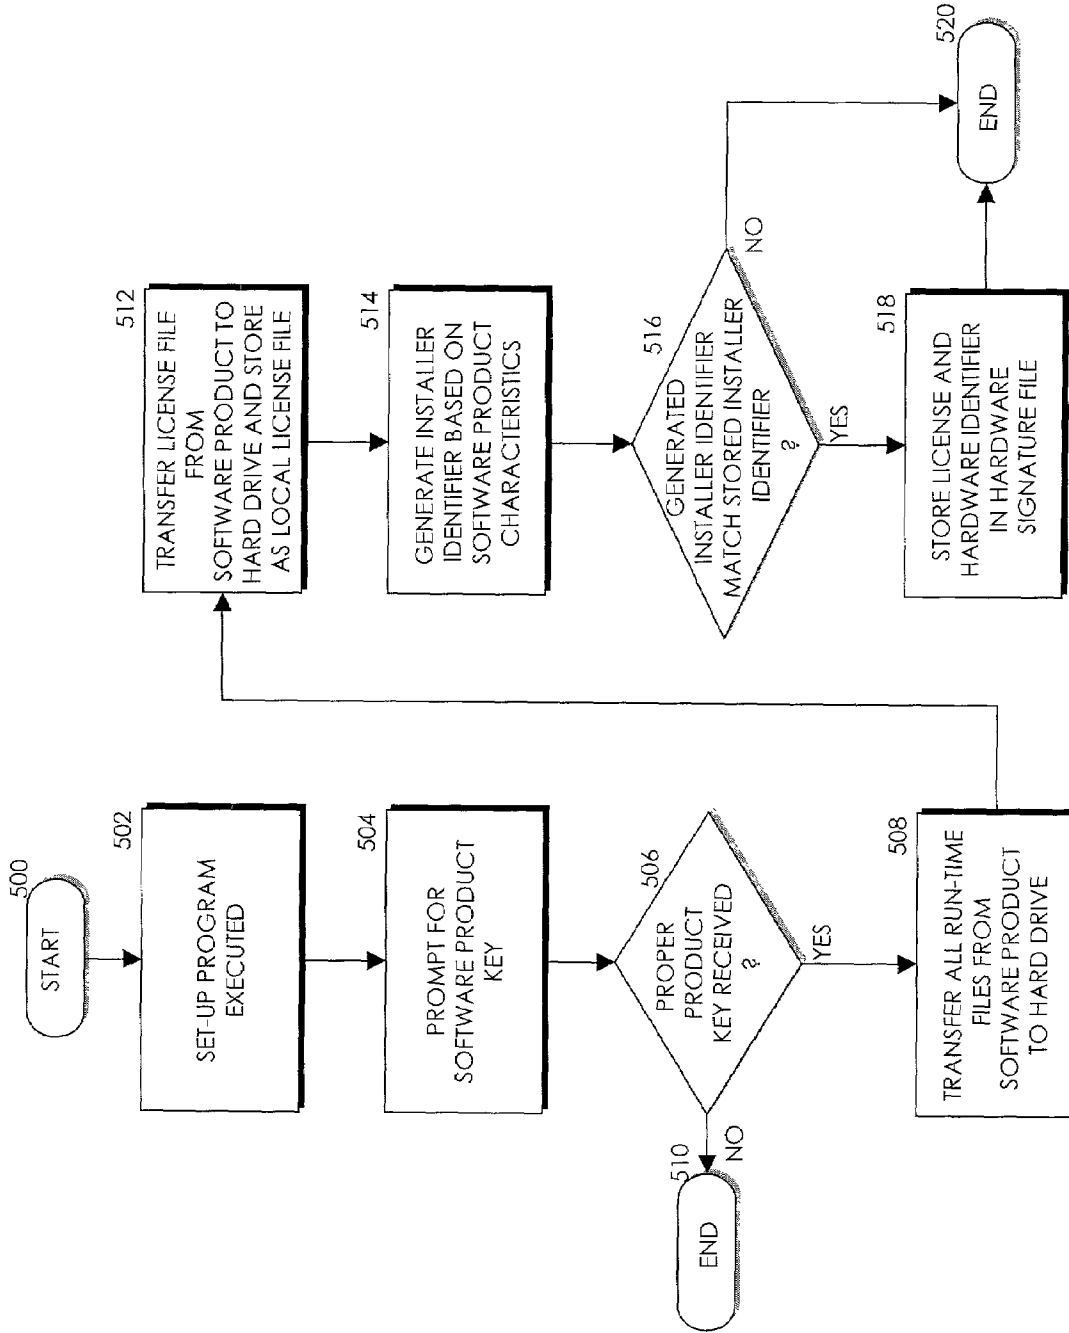 500
START
502
SET-UP PROGRAM
EXECUTED
504
PROMPT FOR
SOFTWARE PRODUCT
KEY
506
PROPER
PRODUCT
KEY RECEIVED
?
NO
510
END
YES
508
TRANSFER ALL RUN-TIME
FILES FROM
SOFTWARE PRODUCT
TO HARD DRIVE
512
TRANSFER LICENSE FILE
FROM
SOFTWARE PRODUCT TO
HARD DRIVE AND STORE
AS LOCAL LICENSE FILE
514
GENERATE INSTALLER
IDENTIFIER BASED ON
SOFTWARE PRODUCT
CHARACTERISTICS
516
GENERATED
INSTALLER IDENTIFIER
MATCH STORED INSTALLER
IDENTIFIER
?
NO
YES
518
STORE LICENSE AND
HARDWARE IDENTIFIER
IN HARDWARE
SIGNATURE FILE
520
END